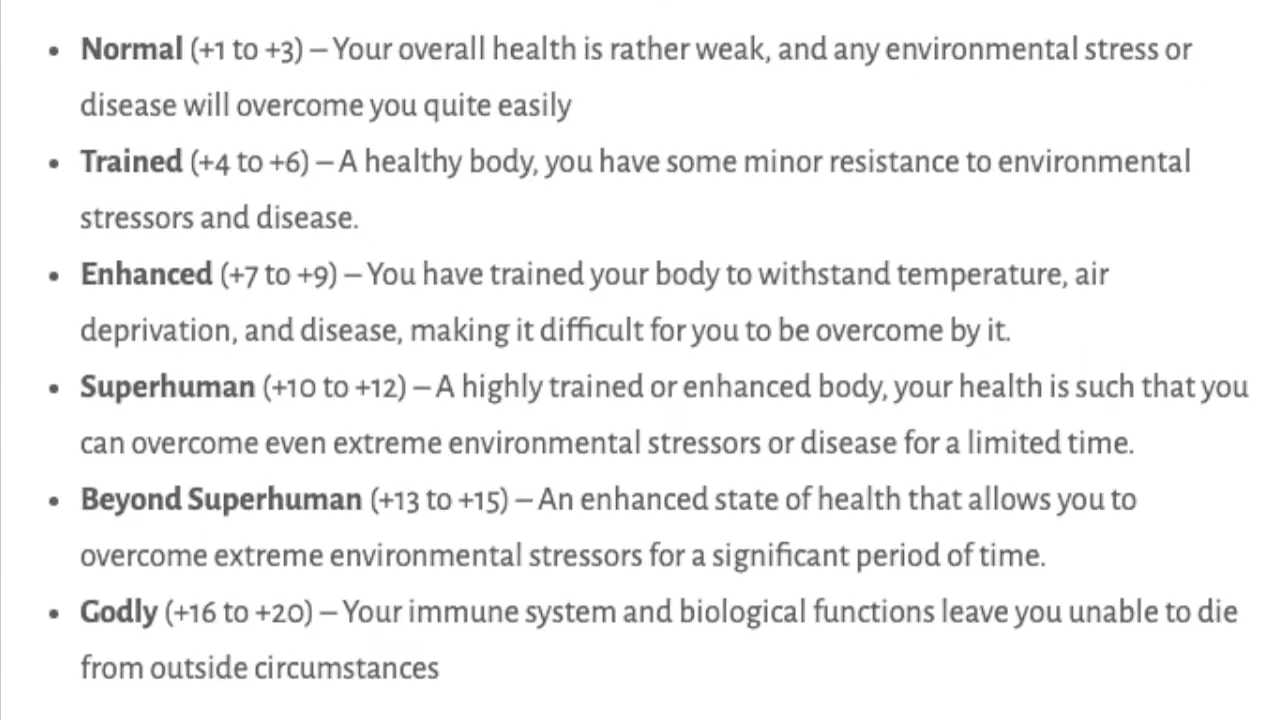 • Normal (+1 to +3) – Your overall health is rather weak, and any environmental stress or
disease will overcome you quite easily
• Trained (+4 to +6) – A healthy body, you have some minor resistance to environmental
stressors and disease.
• Enhanced (+7 to +9) – You have trained your body to withstand temperature, air
deprivation, and disease, making it difficult for you to be overcome by it.
• Superhuman (+10 to +12) – A highly trained or enhanced body, your health is such that you
can overcome even extreme environmental stressors or disease for a limited time.
• Beyond Superhuman (+13 to +15) – An enhanced state of health that allows you to
overcome extreme environmental stressors for a significant period of time.
• Godly (+16 to +20) – Your immune system and biological functions leave you unable to die
from outside circumstances